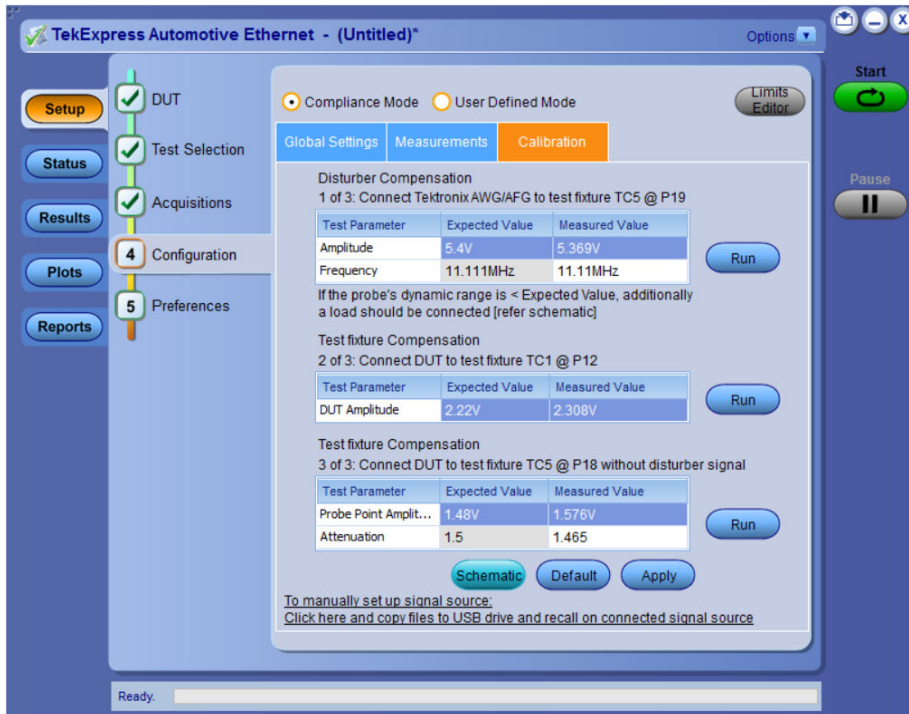 TekExpress Automotive Ethernet - (Untitled)*
Options
Start
Pause
Setup
Status
Results
Plots
Reports
DUT
Test Selection
Acquisitions
4 Configuration
5 Preferences
Compliance Mode User Defined Mode
Limits
Editor
Global Settings Measurements Calibration
Disturber Compensation
1 of 3: Connect Tektronix AWG/AFG to test fixture TC5 @ P19
Test Parameter Expected Value Measured Value
Amplitude 5.4V 5.369V
Frequency 11.111MHz 11.11MHz
Run
If the probe's dynamic range is < Expected Value, additionally
a load should be connected [refer schematic]
Test fixture Compensation
2 of 3: Connect DUT to test fixture TC1 @ P12
Test Parameter Expected Value Measured Value
DUT Amplitude 2.22V 2.308V
Run
Test fixture Compensation
3 of 3: Connect DUT to test fixture TC5 @ P18 without disturber signal
Test Parameter Expected Value Measured Value
Probe Point Amplit... 1.48V 1.576V
Attenuation 1.5 1.465
Run
Schematic Default Apply
To manually set up signal source:
Click here and copy files to USB drive and recall on connected signal source
Ready.